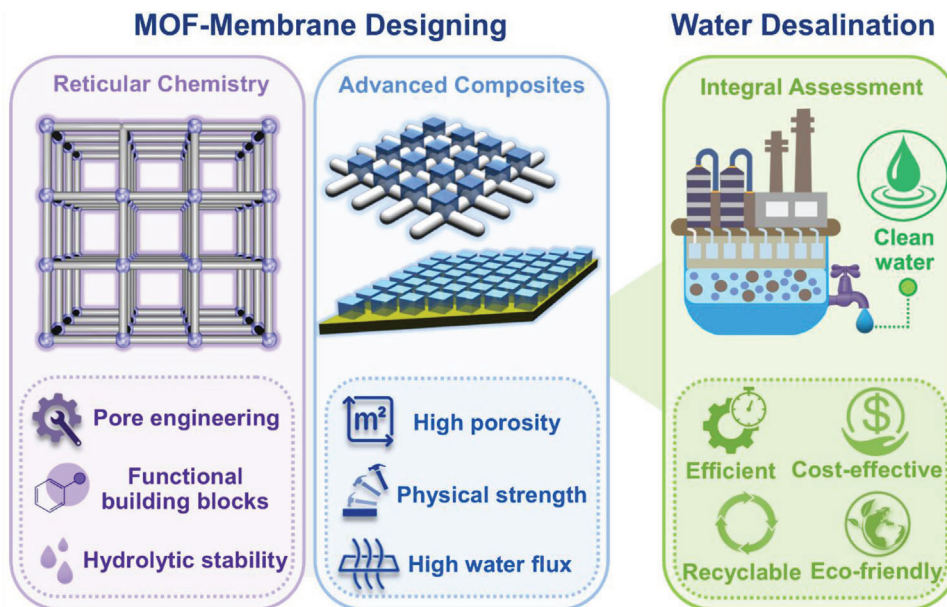 MOF-Membrane Designing
Water Desalination
Reticular Chemistry
Pore engineering
Functional
building blocks
Hydrolytic stability
Advanced Composites
m²
High porosity
Physical strength
High water flux
Integral Assessment
Clean
water
$
Efficient
Cost-effective
Recyclable
Eco-friendly